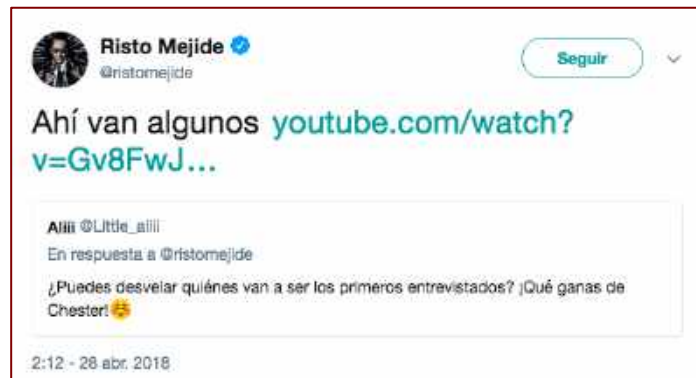 Risto Mejide
@ristomejide
Seguir
Ahí van algunos youtube.com/watch?
v=Gv8FwJ...
Aliii @Little_aliii
En respuesta a @ristomejide
¿Puedes desvelar quiénes van a ser los primeros entrevistados? ¡Qué ganas de
Chester!☺️
2:12 - 28 abr. 2018